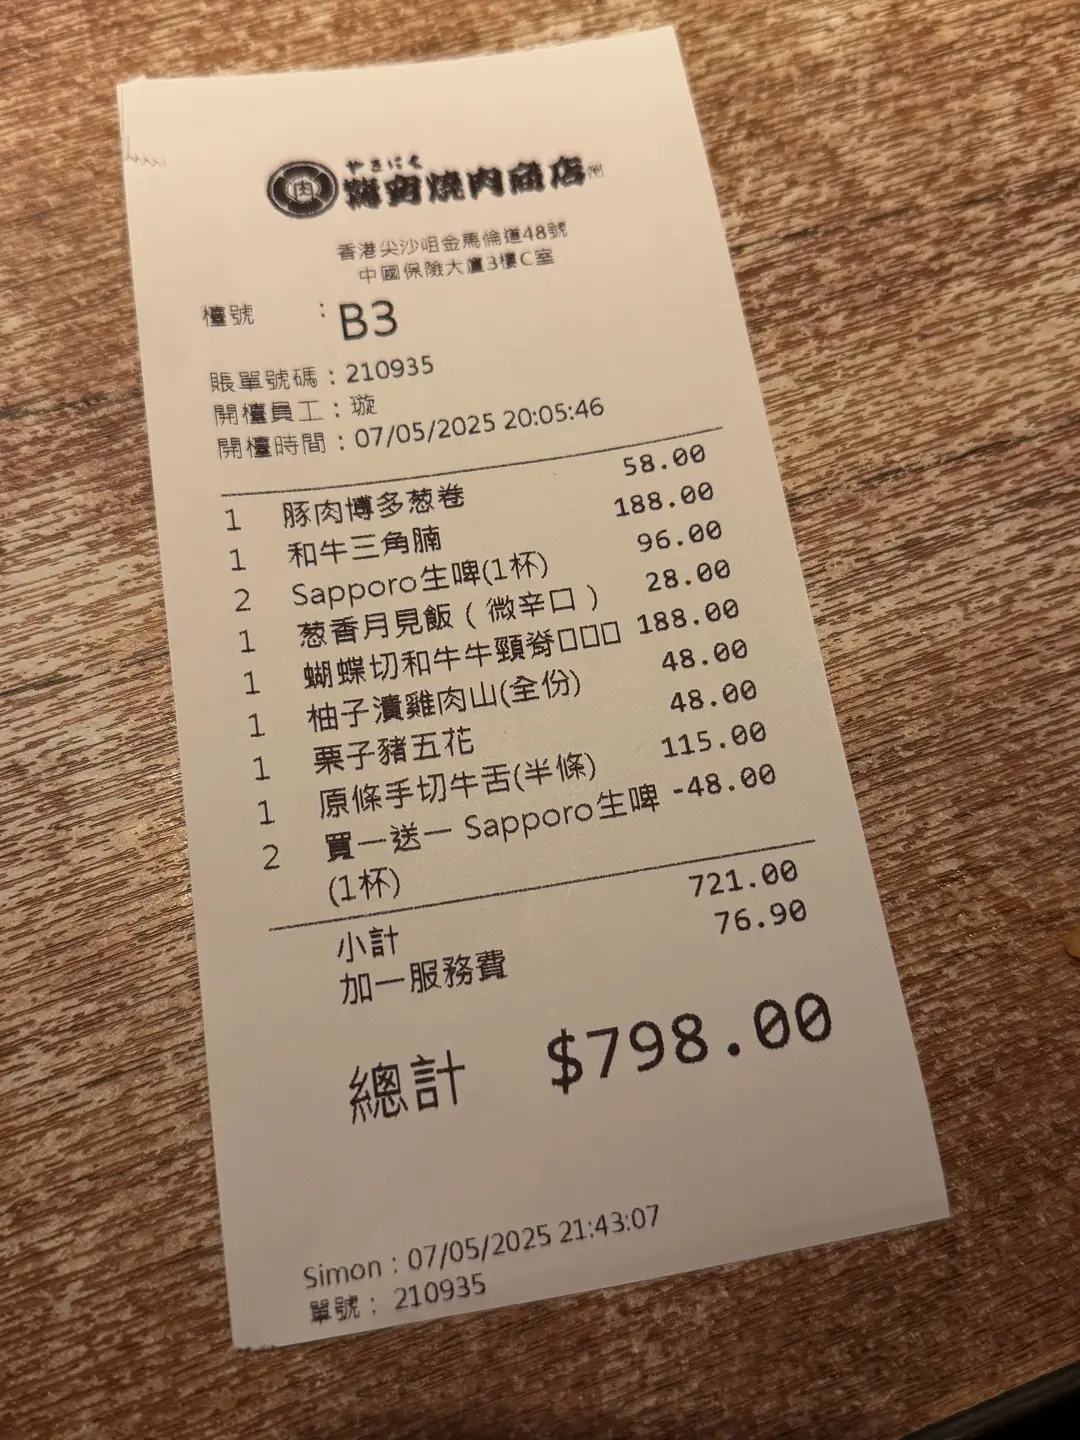 やきにく
燒肉商店
肉
香港尖沙咀金馬倫道48號
中國保險大廈3樓C室
檯號 : B3
賬單號碼 : 210935
開檯員工 : 璇
開檯時間 : 07/05/2025 20:05:46
1 豚肉博多葱卷 58.00
1 和牛三角腩 188.00
2 Sapporo生啤(1杯) 96.00
1 葱香月見飯（微辛口） 28.00
1 蝴蝶切和牛牛頸脊□□□ 188.00
1 柚子漬雞肉山(全份) 48.00
1 栗子豬五花 48.00
1 原條手切牛舌(半條) 115.00
2 買一送一 Sapporo生啤 -48.00
(1杯)
小計 721.00
加一服務費 76.90
總計 $798.00
Simon : 07/05/2025 21:43:07
單號 : 210935